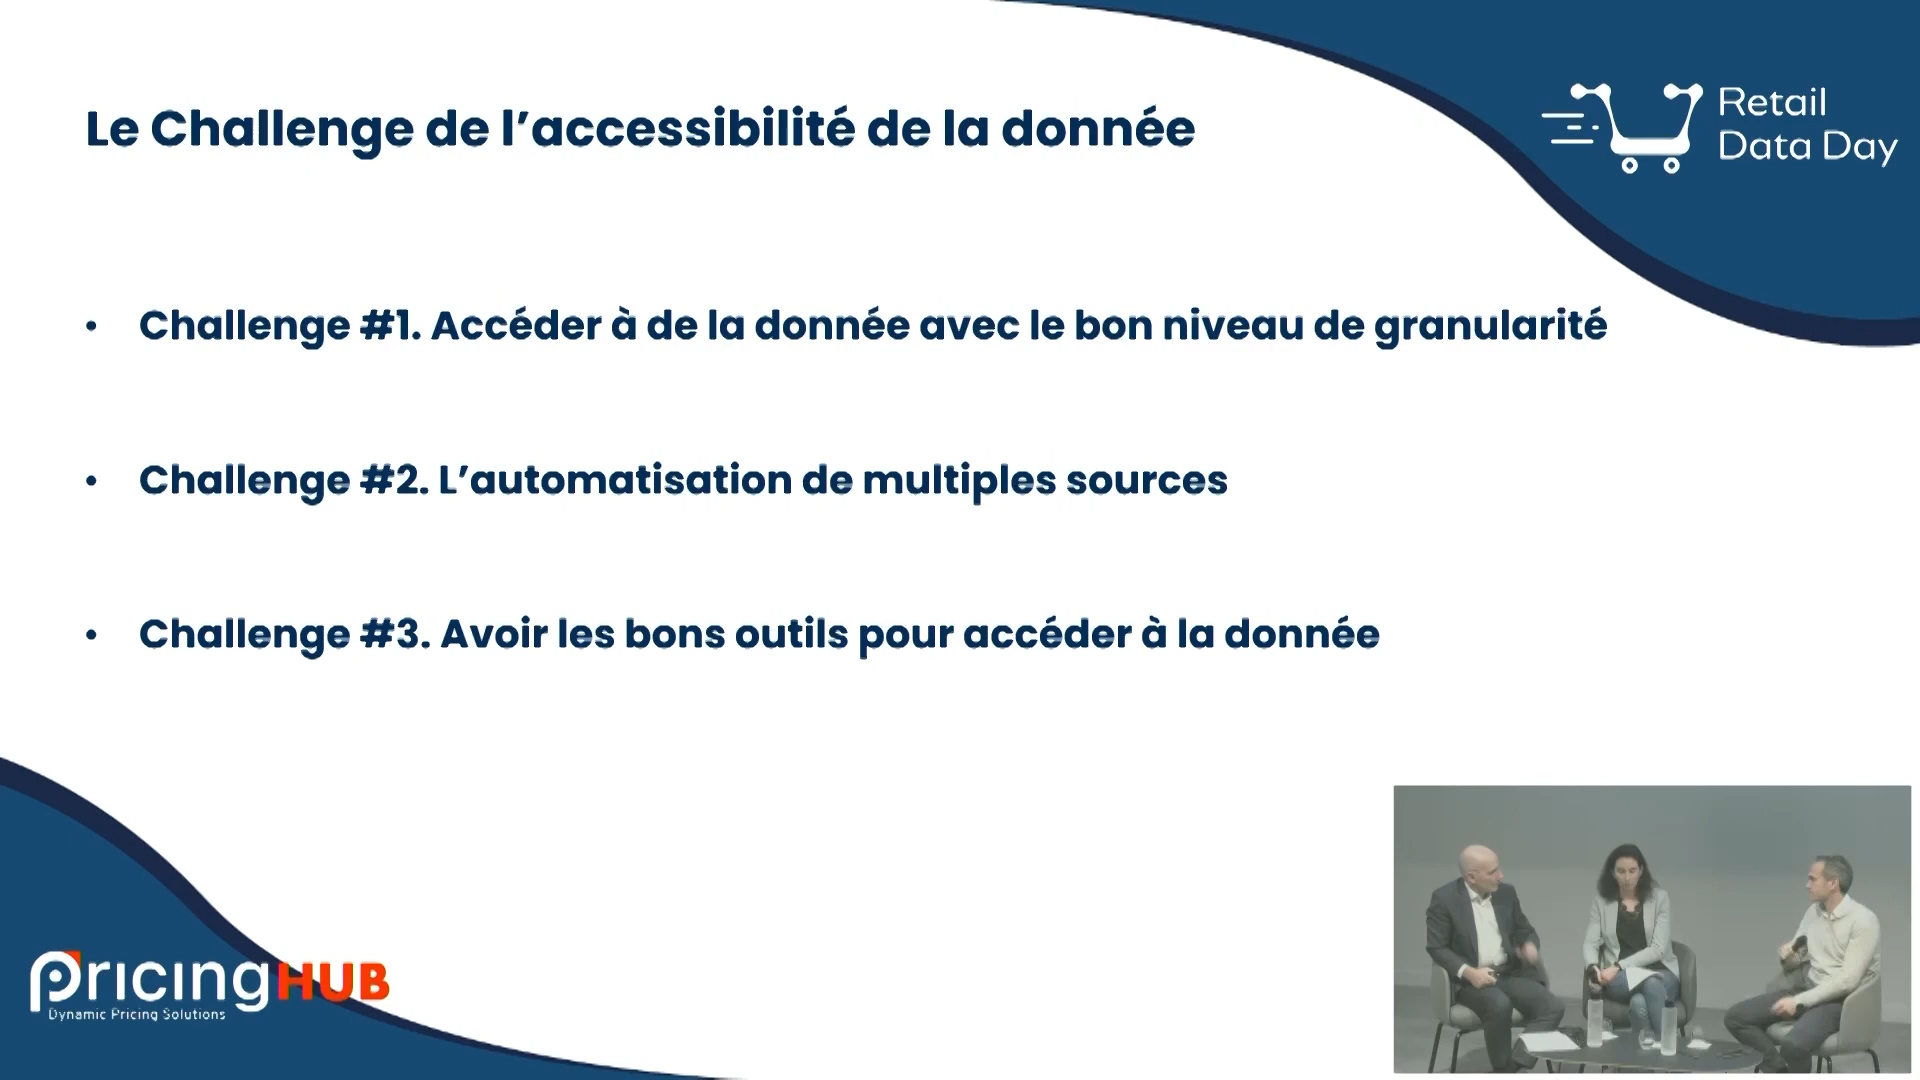 Le Challenge de l’accessibilité de la donnée
Retail
Data Day
• Challenge #1. Accéder à de la donnée avec le bon niveau de granularité
• Challenge #2. L’automatisation de multiples sources
• Challenge #3. Avoir les bons outils pour accéder à la donnée
pricingHUB
Dynamic Pricing Solutions